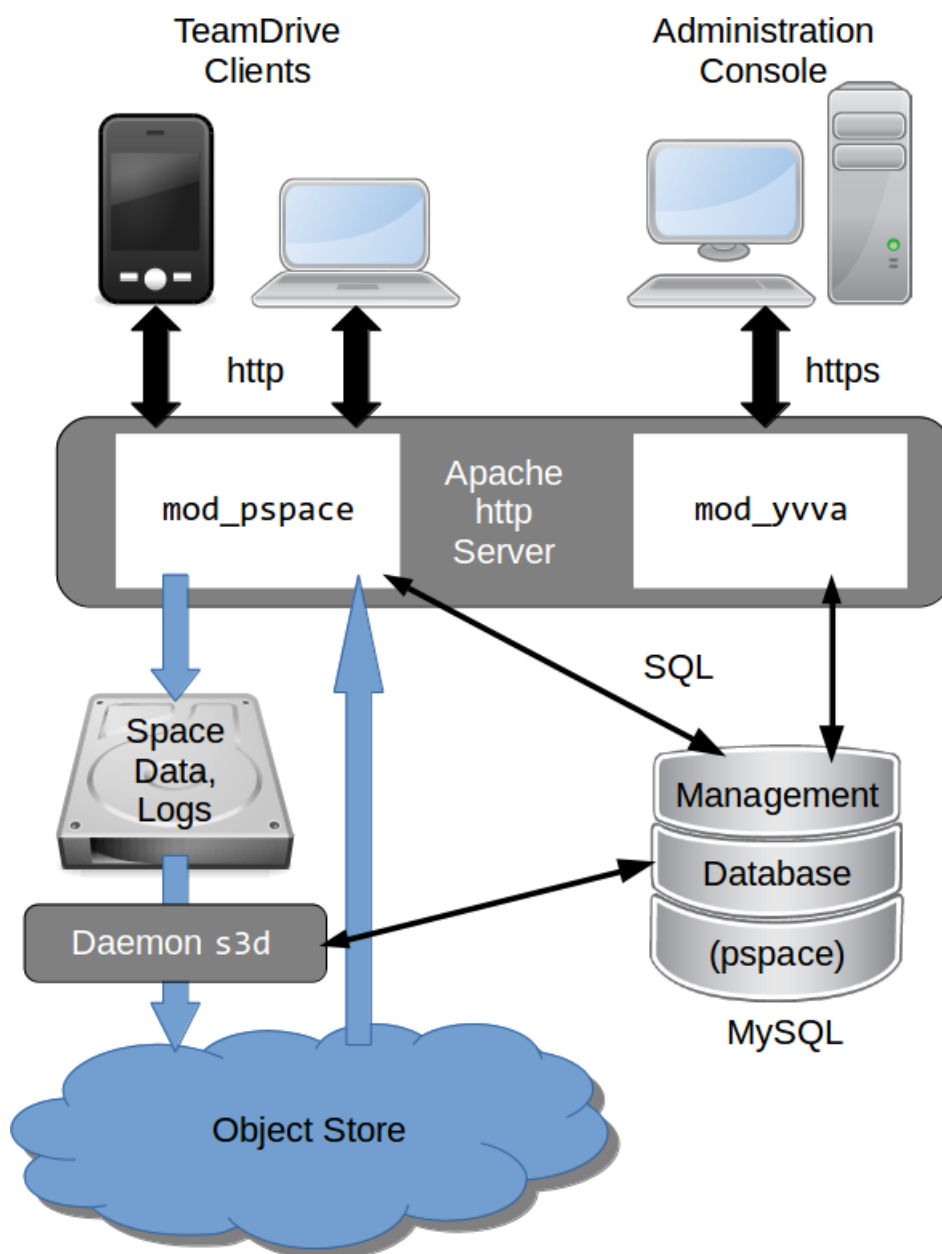 TeamDrive
Clients
Administration
Console
http
https
mod_pspace
Apache
http
Server
mod_yvva
SQL
Space
Data,
Logs
Management
Database
(pspace)
MySQL
Daemon s3d
Object Store